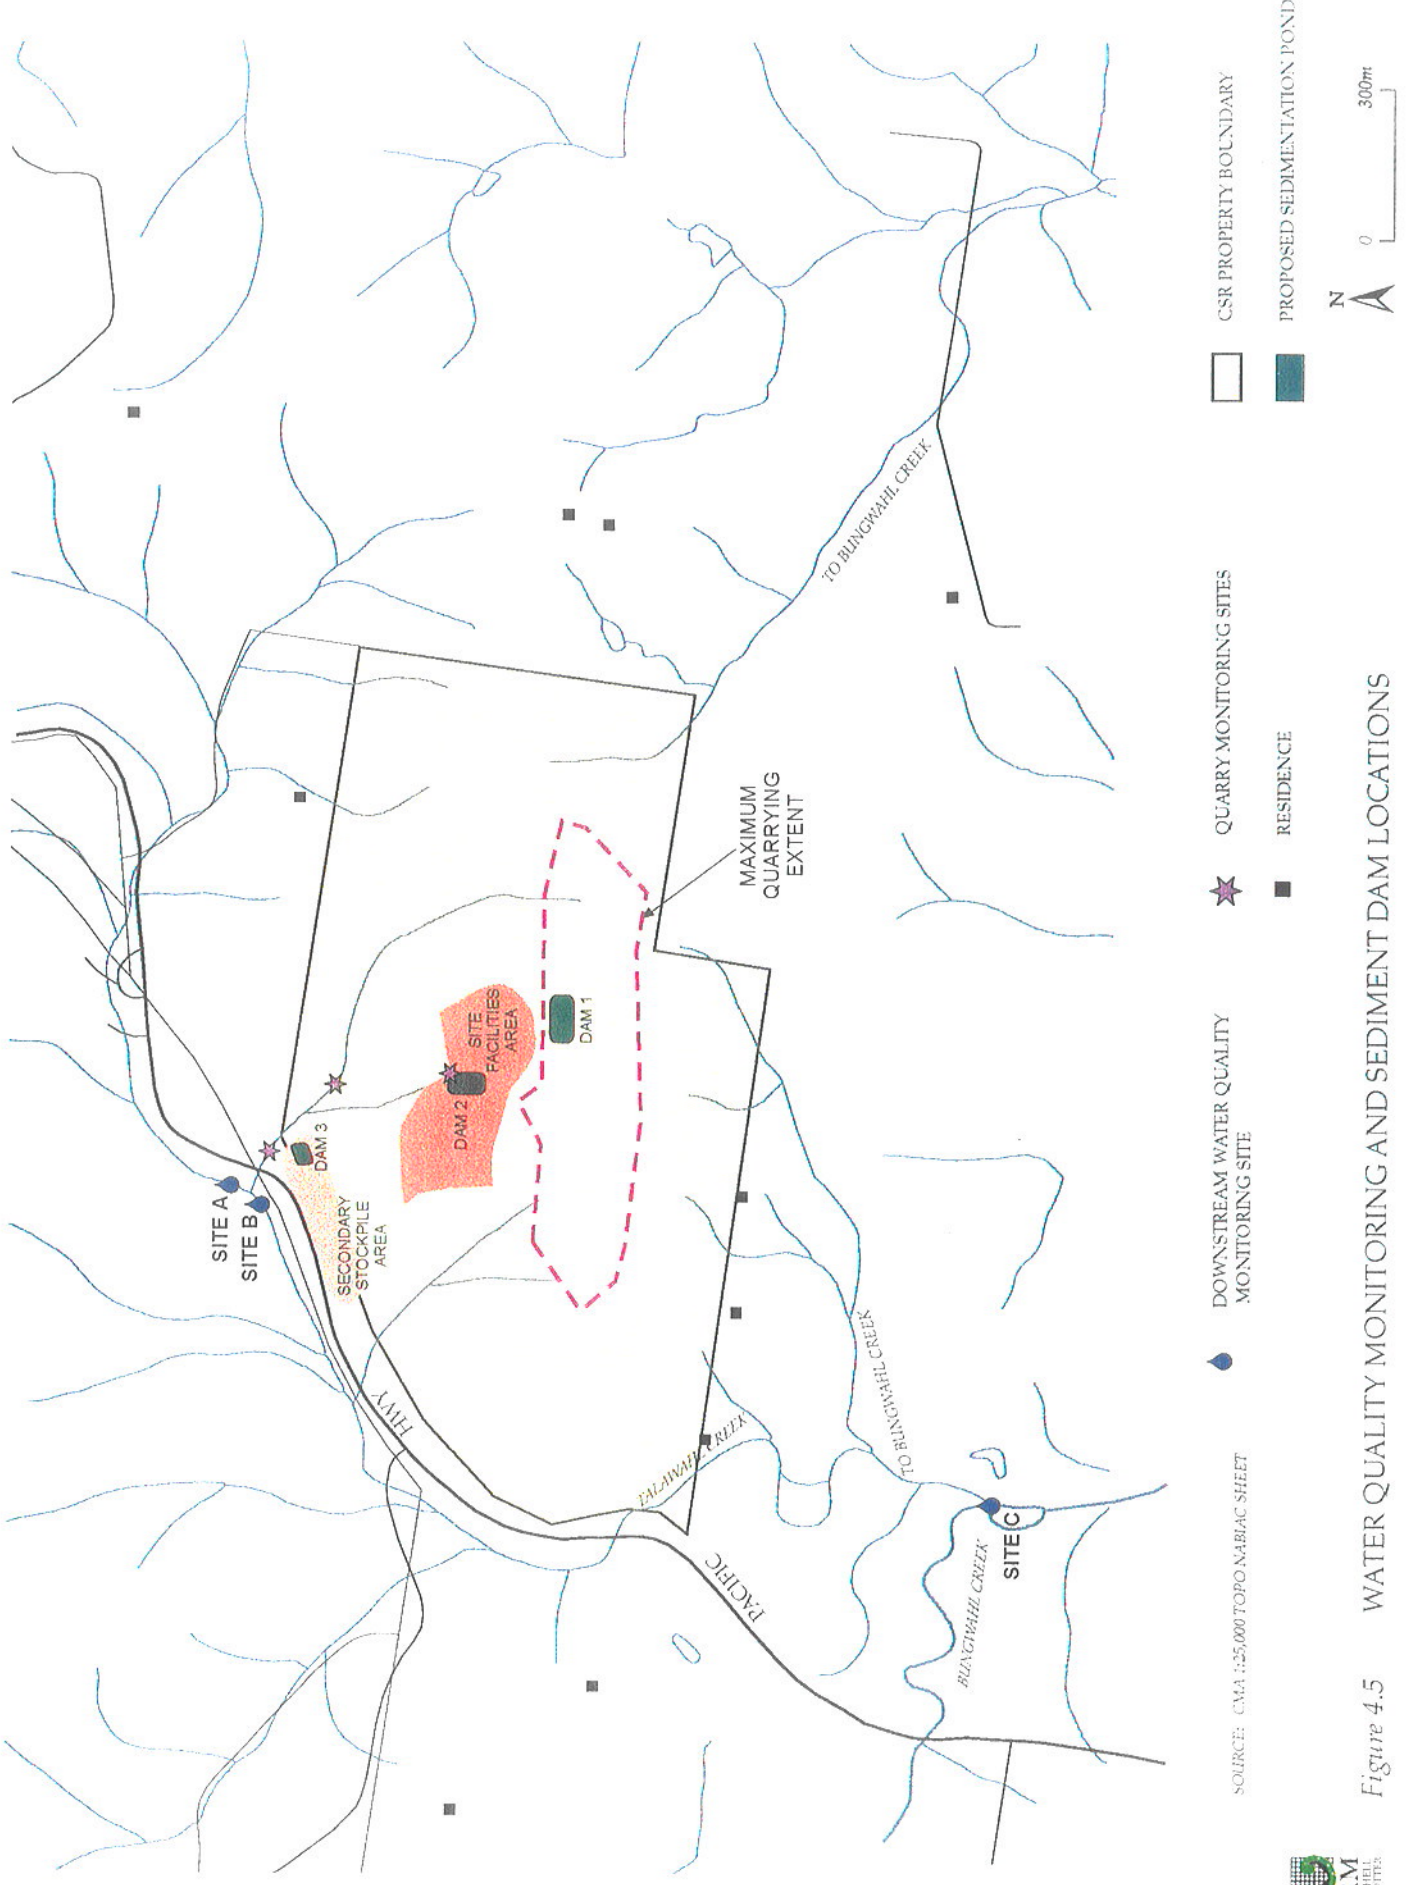 SITE A
SITE B
SECONDARY
STOCKPILE
AREA
DAM 3
DAM 2
SITE
FACILITIES
AREA
DAM 1
MAXIMUM
QUARRYING
EXTENT
HWY
PACIFIC
TO BUNGWAHL CREEK
TO BUNGWAHL CREEK
BUNGWAHL CREEK
CREEK
SITE C
SOURCE: CMA 1:25,000 TOPO NABIAC SHEET
DOWNSTREAM WATER QUALITY
MONITORING SITE
QUARRY MONITORING SITES
RESIDENCE
CSR PROPERTY BOUNDARY
PROPOSED SEDIMENTATION POND
N
0
300m
Figure 4.5 WATER QUALITY MONITORING AND SEDIMENT DAM LOCATIONS